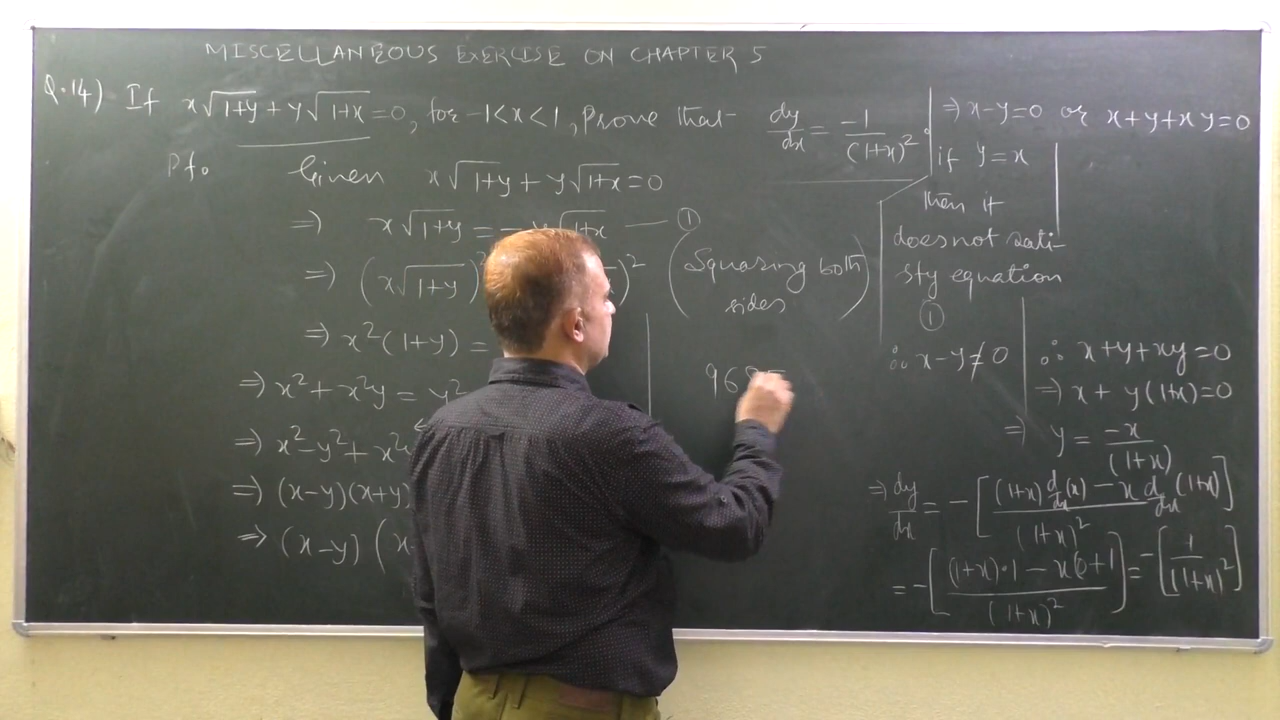 MISCELLANEOUS EXERCISE ON CHAPTER 5
Q.14) If x√(1+y) + y√(1+x) = 0, for -1<x<1, prove that dy/dx = -1/(1+x)².
Pf. Given x√(1+y) + y√(1+x) = 0
⇒) x√(1+y) = -y√(1+x) — ①
⇒) (x√(1+y))² )² (Squaring both sides)
⇒ x²(1+y) =
⇒) x² + x²y = y²
⇒) x²-y² + x²
⇒) (x-y)(x+y)
⇒ (x-y) (x
968
⇒ x-y=0 or x+y+xy=0
if y=x
then it
does not sati-
sfy equation
①
∴ x-y≠0
∴ x+y+xy=0
⇒ x + y(1+x)=0
⇒ y = -x/(1+x)
⇒ dy/dx = -[((1+x) d/dx(x) - x d/dx(1+x))/(1+x)²]
= -[((1+x)·1 - x(0+1)/(1+x)²] = -[1/(1+x)²]